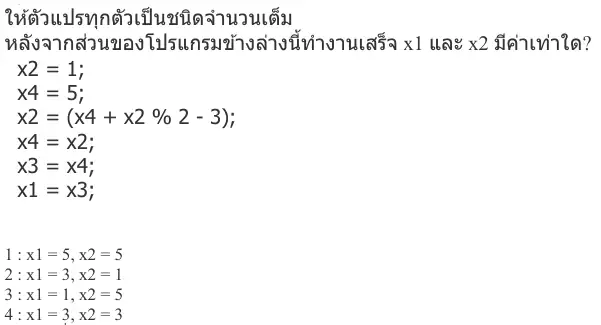 ให้ตัวแปรทุกตัวเป็นชนิดจำนวนเต็ม
หลังจากส่วนของโปรแกรมข้างล่างนี้ทำงานเสร็จ x1 และ x2 มีค่าเท่าใด?
x2 = 1;
x4 = 5;
x2 = (x4 + x2 % 2 - 3);
x4 = x2;
x3 = x4;
x1 = x3;
1 : x1 = 5, x2 = 5
2 : x1 = 3, x2 = 1
3 : x1 = 1, x2 = 5
4 : x1 = 3, x2 = 3